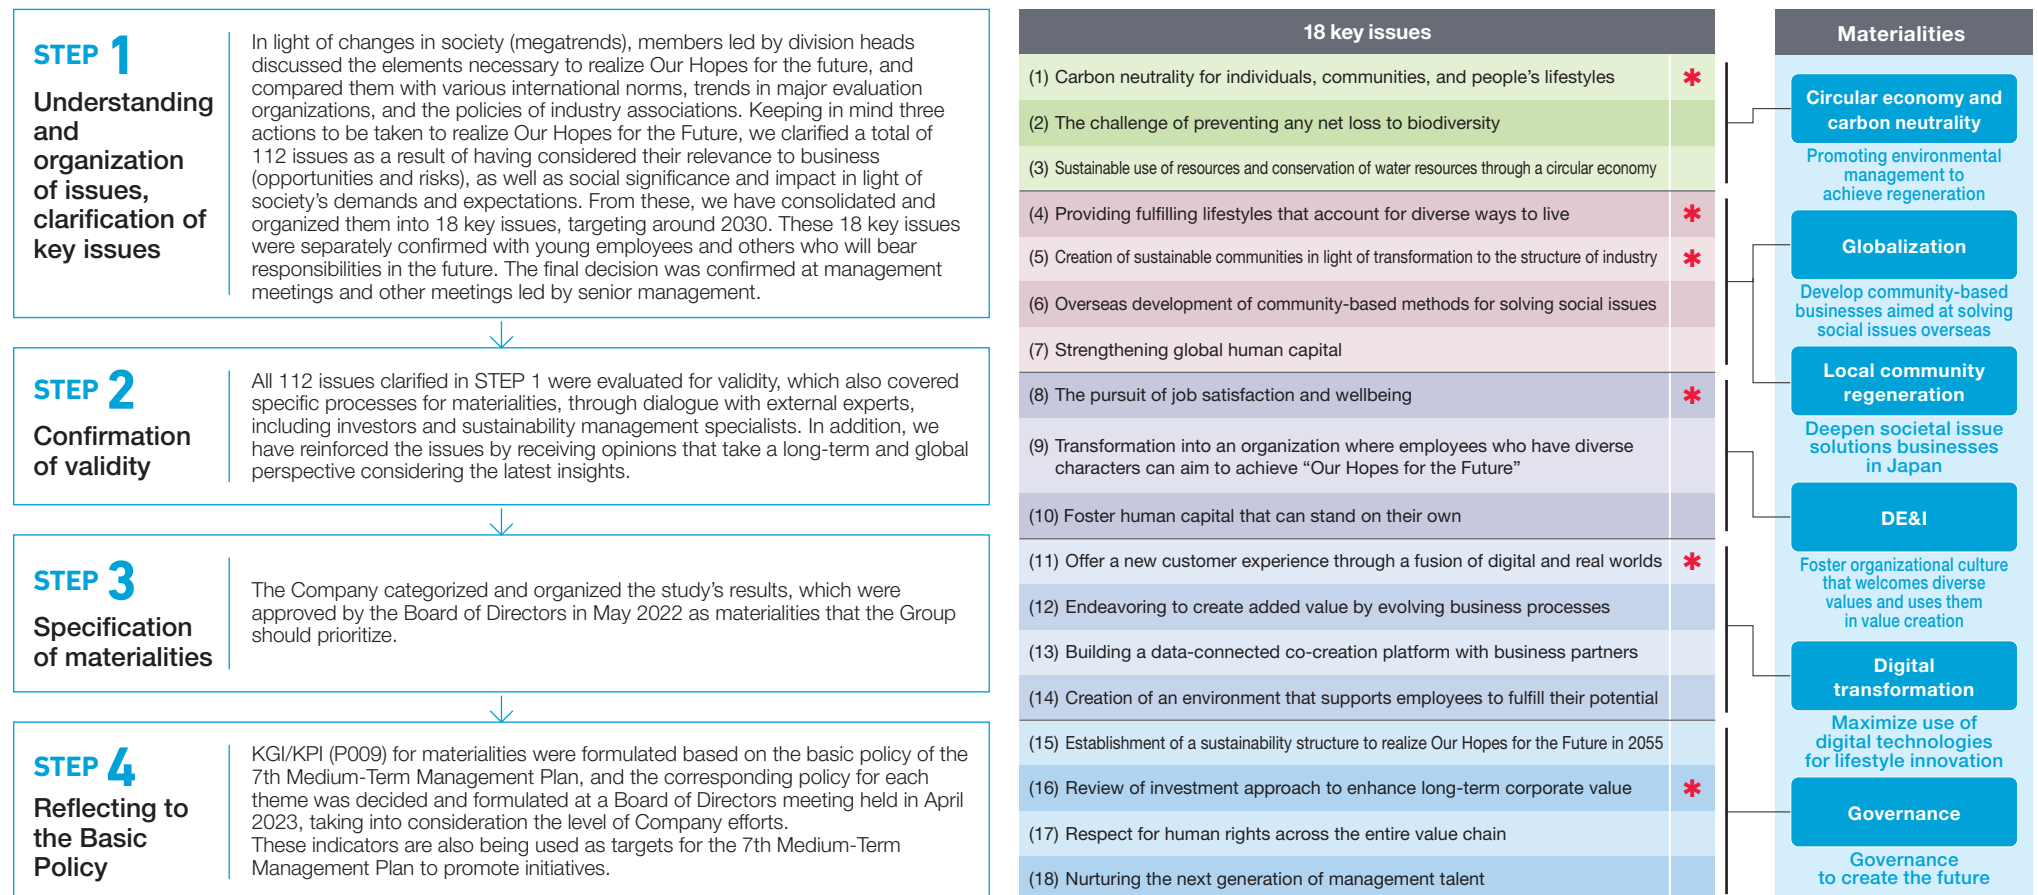 STEP 1
Understanding
and
organization
of issues,
clarification of
key issues
In light of changes in society (megatrends), members led by division heads
discussed the elements necessary to realize Our Hopes for the future, and
compared them with various international norms, trends in major evaluation
organizations, and the policies of industry associations. Keeping in mind three
actions to be taken to realize Our Hopes for the Future, we clarified a total of
112 issues as a result of having considered their relevance to business
(opportunities and risks), as well as social significance and impact in light of
society's demands and expectations. From these, we have consolidated and
organized them into 18 key issues, targeting around 2030. These 18 key issues
were separately confirmed with young employees and others who will bear
responsibilities in the future. The final decision was confirmed at management
meetings and other meetings led by senior management.
STEP 2
Confirmation
of validity
All 112 issues clarified in STEP 1 were evaluated for validity, which also covered
specific processes for materialities, through dialogue with external experts,
including investors and sustainability management specialists. In addition, we
have reinforced the issues by receiving opinions that take a long-term and global
perspective considering the latest insights.
STEP 3
Specification
of materialities
The Company categorized and organized the study's results, which were
approved by the Board of Directors in May 2022 as materialities that the Group
should prioritize.
STEP 4
Reflecting to
the Basic
Policy
KGI/KPI (P009) for materialities were formulated based on the basic policy of the
7th Medium-Term Management Plan, and the corresponding policy for each
theme was decided and formulated at a Board of Directors meeting held in April
2023, taking into consideration the level of Company efforts.
These indicators are also being used as targets for the 7th Medium-Term
Management Plan to promote initiatives.
18 key issues
(1) Carbon neutrality for individuals, communities, and people's lifestyles *
(2) The challenge of preventing any net loss to biodiversity
(3) Sustainable use of resources and conservation of water resources through a circular economy
(4) Providing fulfilling lifestyles that account for diverse ways to live *
(5) Creation of sustainable communities in light of transformation to the structure of industry *
(6) Overseas development of community-based methods for solving social issues
(7) Strengthening global human capital
(8) The pursuit of job satisfaction and wellbeing *
(9) Transformation into an organization where employees who have diverse
characters can aim to achieve "Our Hopes for the Future"
(10) Foster human capital that can stand on their own
(11) Offer a new customer experience through a fusion of digital and real worlds *
(12) Endeavoring to create added value by evolving business processes
(13) Building a data-connected co-creation platform with business partners
(14) Creation of an environment that supports employees to fulfill their potential
(15) Establishment of a sustainability structure to realize Our Hopes for the Future in 2055
(16) Review of investment approach to enhance long-term corporate value *
(17) Respect for human rights across the entire value chain
(18) Nurturing the next generation of management talent
Materialities
Circular economy and
carbon neutrality
Promoting environmental
management to
achieve regeneration
Globalization
Develop community-based
businesses aimed at solving
social issues overseas
Local community
regeneration
Deepen societal issue
solutions businesses
in Japan
DE&I
Foster organizational culture
that welcomes diverse
values and uses them
in value creation
Digital
transformation
Maximize use of
digital technologies
for lifestyle innovation
Governance
Governance
to create the future